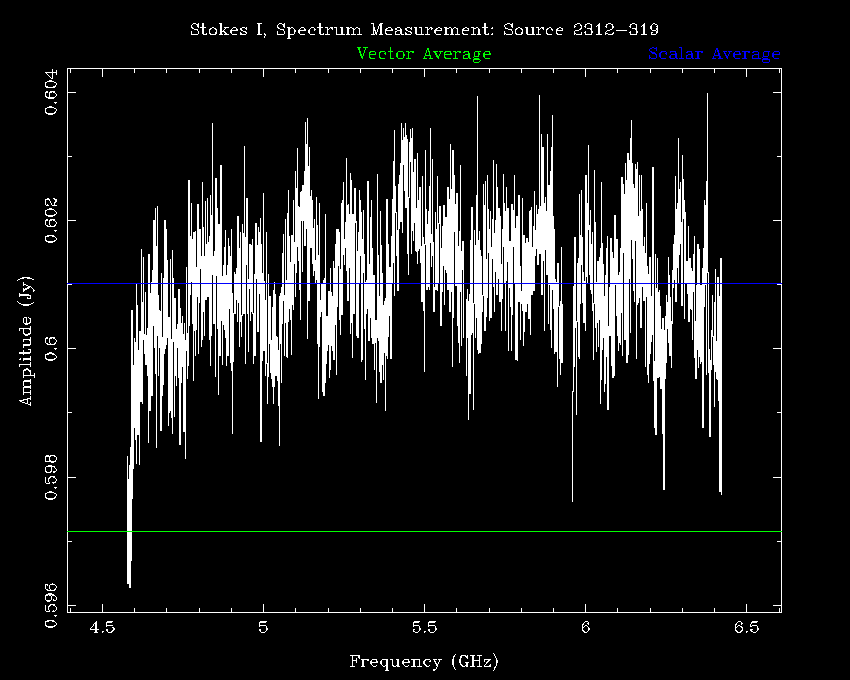 Stokes I, Spectrum Measurement: Source 2312-319
Vector Average Scalar Average
0.604
0.602
0.6
0.598
0.596
Amplitude (Jy)
4.5 5 5.5 6 6.5
Frequency (GHz)